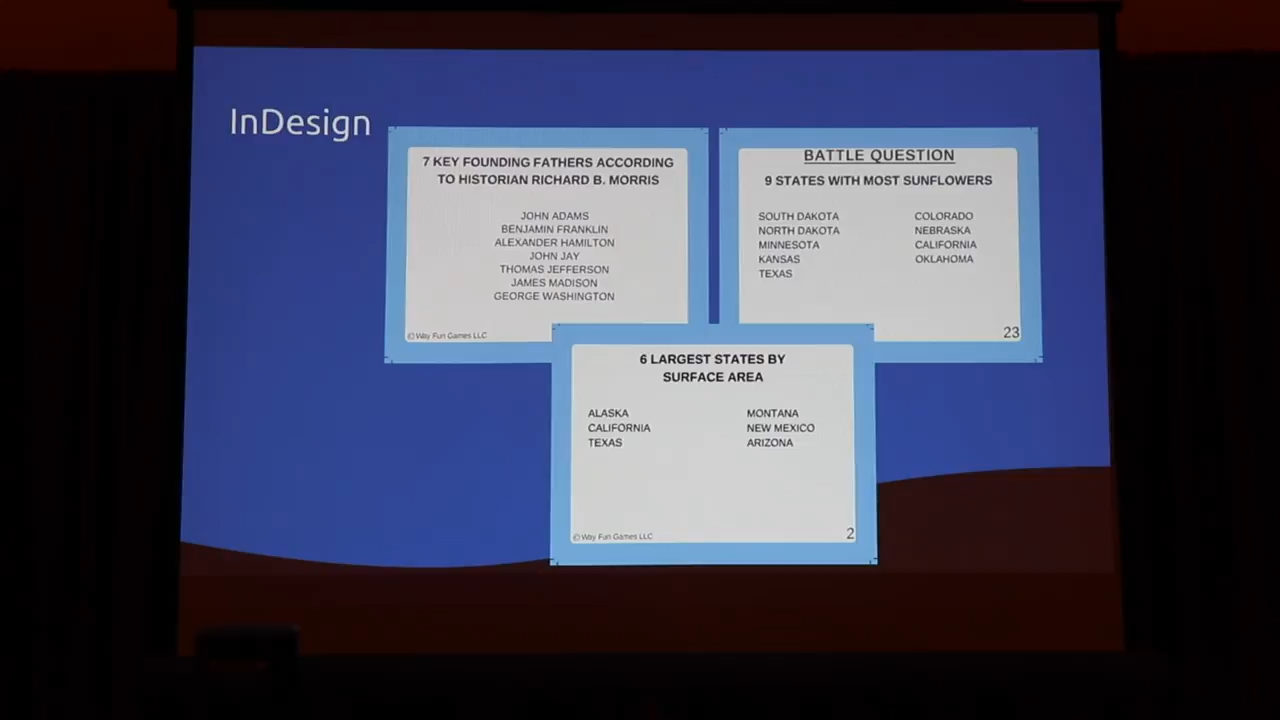 InDesign
7 KEY FOUNDING FATHERS ACCORDING
TO HISTORIAN RICHARD B. MORRIS
JOHN ADAMS
BENJAMIN FRANKLIN
ALEXANDER HAMILTON
JOHN JAY
THOMAS JEFFERSON
JAMES MADISON
GEORGE WASHINGTON
© Way Fun Games LLC
BATTLE QUESTION
9 STATES WITH MOST SUNFLOWERS
SOUTH DAKOTA
NORTH DAKOTA
MINNESOTA
KANSAS
TEXAS
COLORADO
NEBRASKA
CALIFORNIA
OKLAHOMA
23
6 LARGEST STATES BY
SURFACE AREA
ALASKA
CALIFORNIA
TEXAS
MONTANA
NEW MEXICO
ARIZONA
© Way Fun Games LLC
2